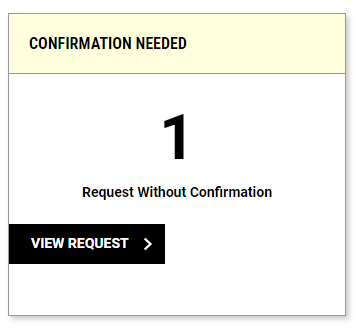 CONFIRMATION NEEDED
1
Request Without Confirmation
VIEW REQUEST